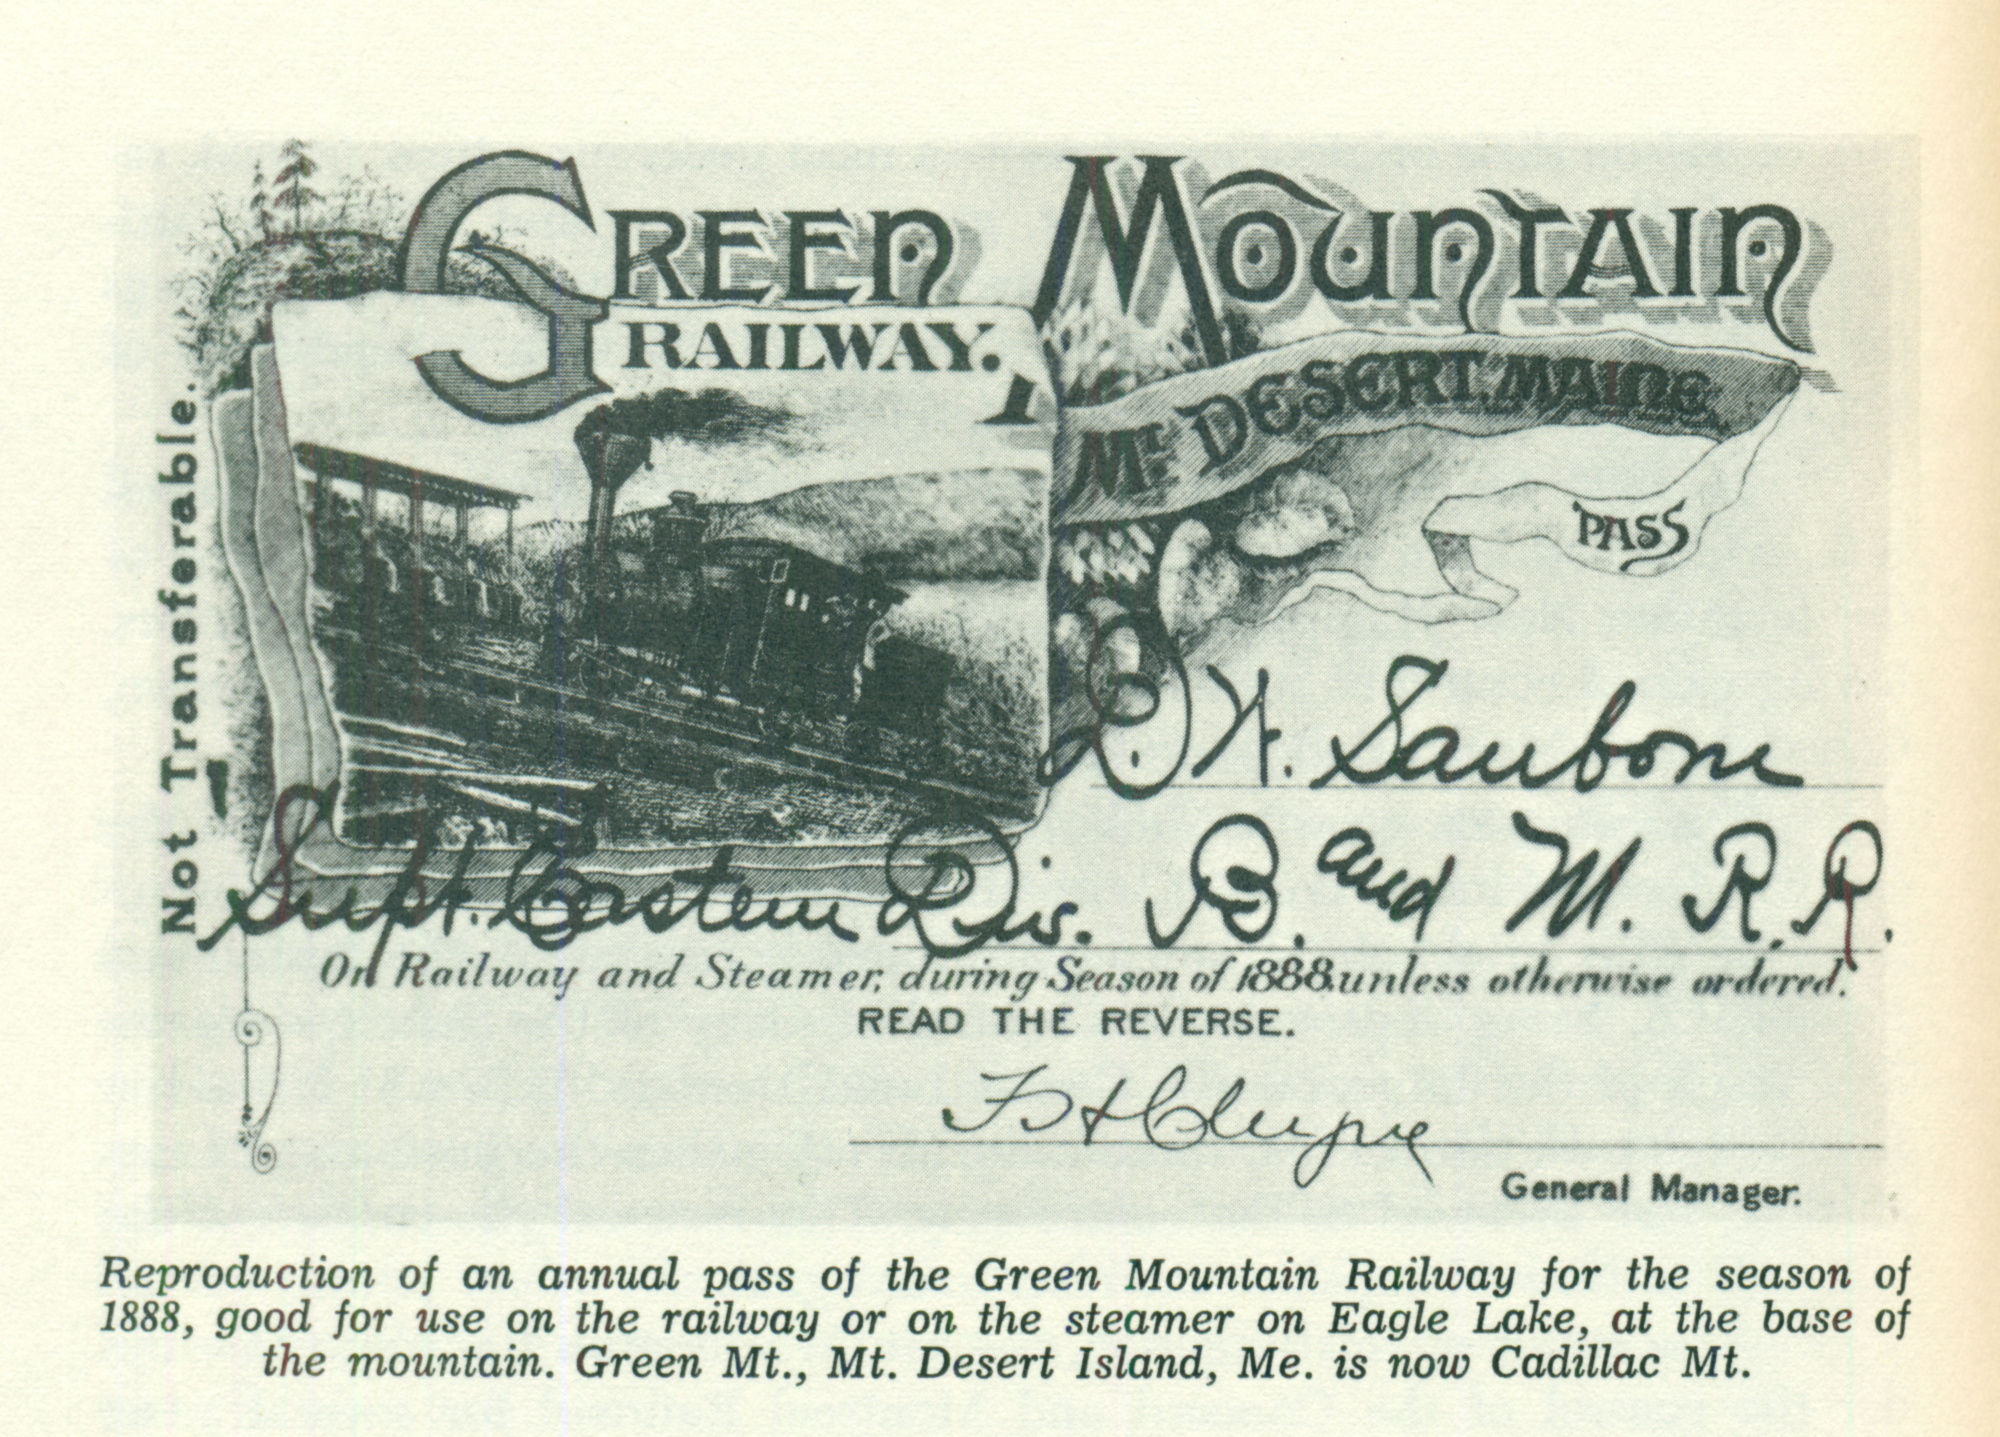 GREEN MOUNTAIN
RAILWAY.
Mt. DESERT. MAINE
PASS
Not Transferable.
D. W. Sanborn
Supt. Eastern Div. B. and M. R. R.
On Railway and Steamer, during Season of 1888. unless otherwise ordered.
READ THE REVERSE.
General Manager.
Reproduction of an annual pass of the Green Mountain Railway for the season of
1888, good for use on the railway or on the steamer on Eagle Lake, at the base of
the mountain. Green Mt., Mt. Desert Island, Me. is now Cadillac Mt.